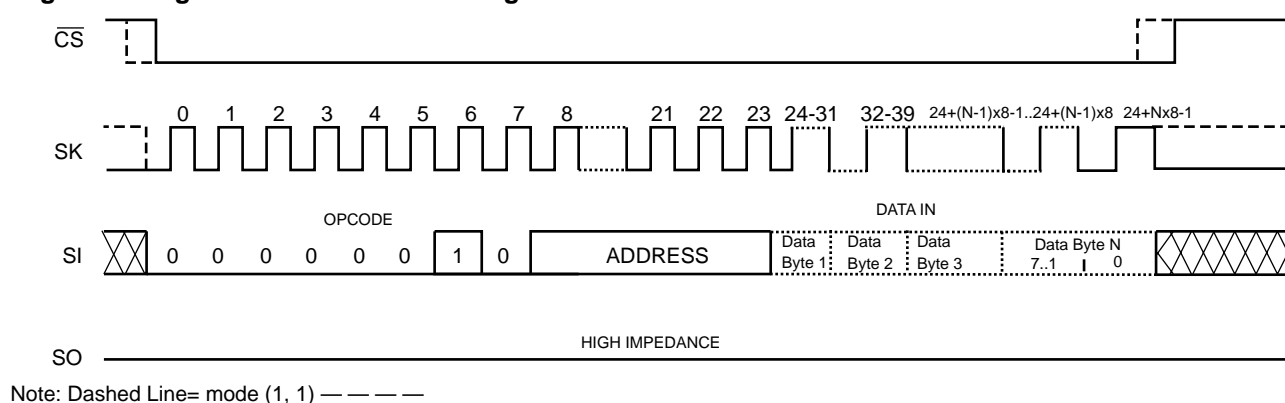 CS
0 1 2 3 4 5 6 7 8 21 22 23 24-31 32-39 24+(N-1)x8-1..24+(N-1)x8 24+Nx8-1
SK
OPCODE
DATA IN
SI 0 0 0 0 0 0 1 0 ADDRESS
Data Byte 1
Data Byte 2
Data Byte 3
Data Byte N
7..1 0
HIGH IMPEDANCE
SO
Note: Dashed Line= mode (1, 1) — — — —